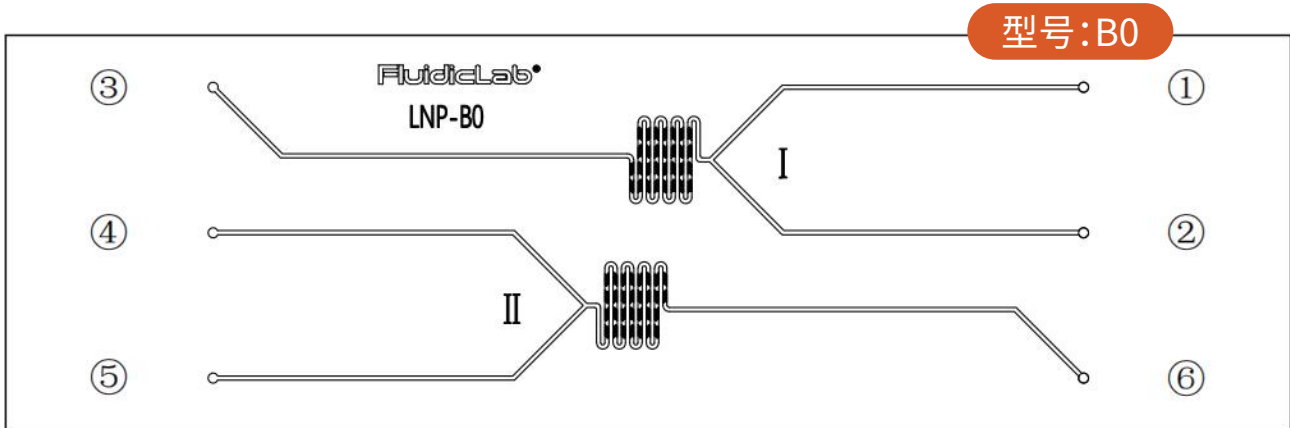 型号:B0
③ FluidicLab ①
LNP-B0
I
④ ②
II
⑤ ⑥